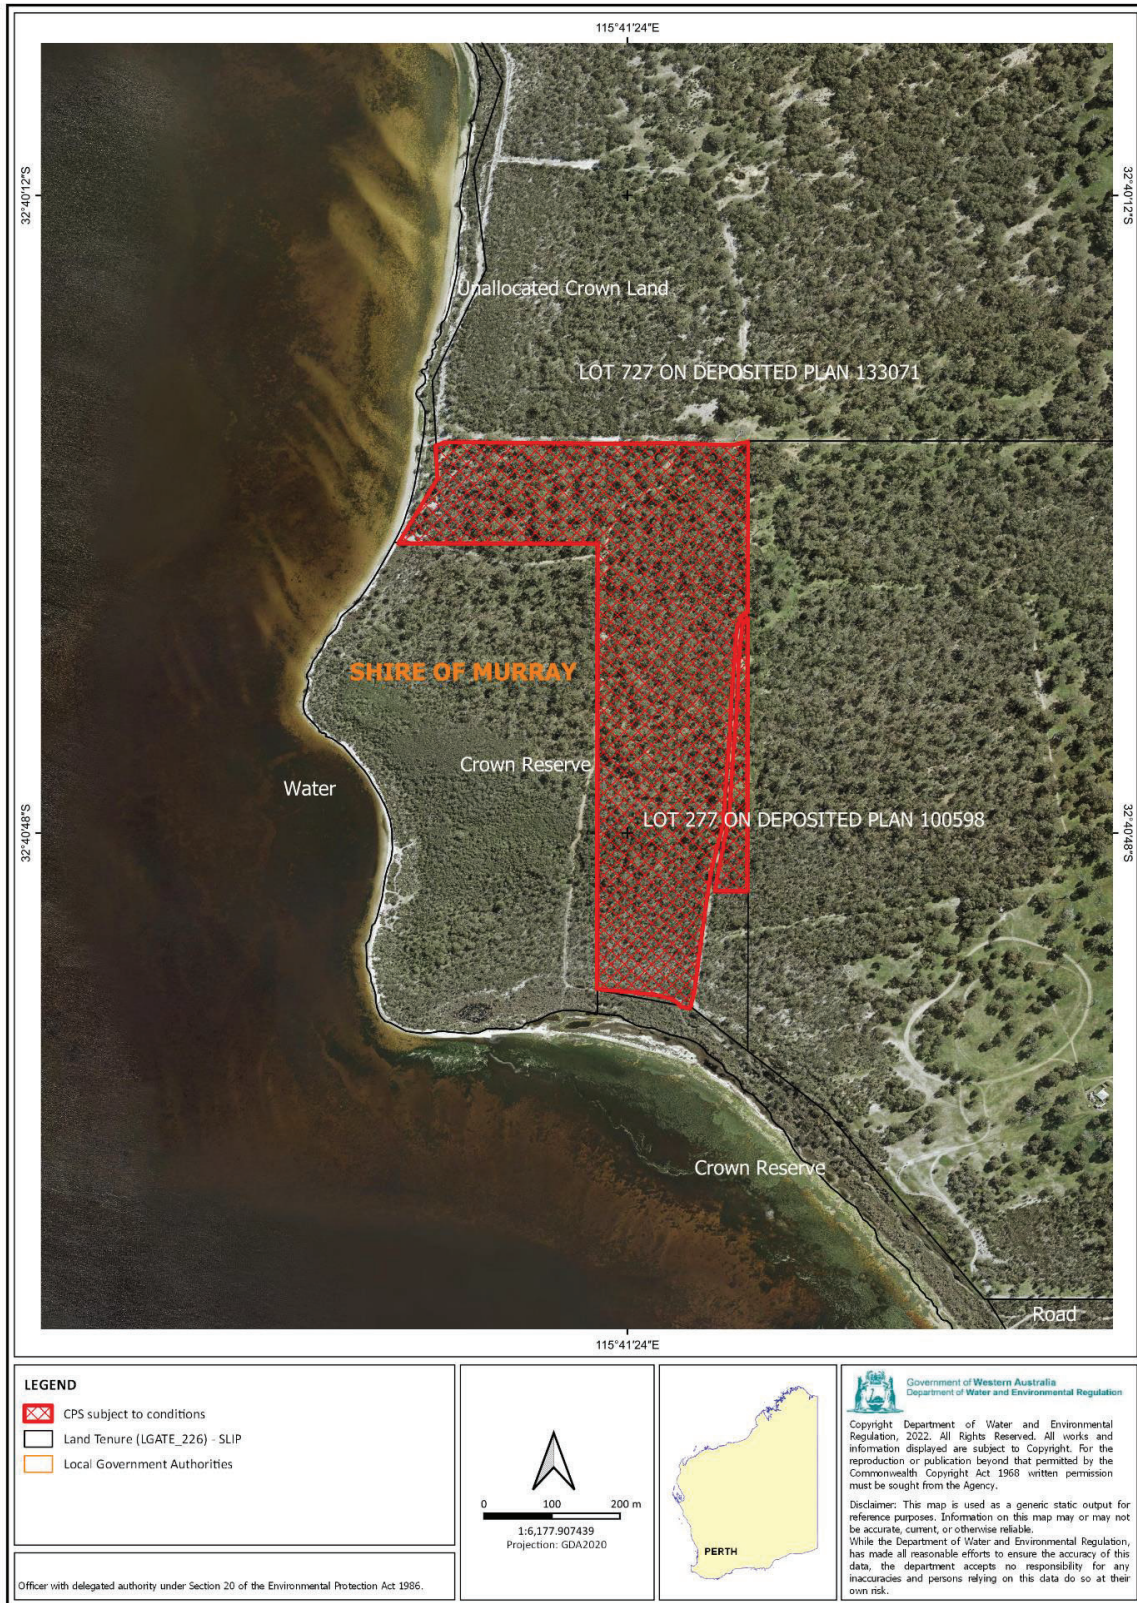 115°41'24"E
32°40'12"S
32°40'12"S
Unallocated Crown Land
LOT 727 ON DEPOSITED PLAN 133071
SHIRE OF MURRAY
Crown Reserve
Water
LOT 277 ON DEPOSITED PLAN 100598
32°40'48"S
32°40'48"S
Crown Reserve
Road
115°41'24"E
LEGEND
CPS subject to conditions
Land Tenure (LGATE_226) - SLIP
Local Government Authorities
Officer with delegated authority under Section 20 of the Environmental Protection Act 1986.
0 100 200 m
1:6,177.907439
Projection: GDA2020
PERTH
Government of Western Australia
Department of Water and Environmental Regulation
Copyright Department of Water and Environmental
Regulation, 2022. All Rights Reserved. All works and
information displayed are subject to Copyright. For the
reproduction or publication beyond that permitted by the
Commonwealth Copyright Act 1968 written permission
must be sought from the Agency.
Disclaimer: This map is used as a generic static output for
reference purposes. Information on this map may or may not
be accurate, current, or otherwise reliable.
While the Department of Water and Environmental Regulation,
has made all reasonable efforts to ensure the accuracy of this
data, the department accepts no responsibility for any
inaccuracies and persons relying on this data do so at their
own risk.